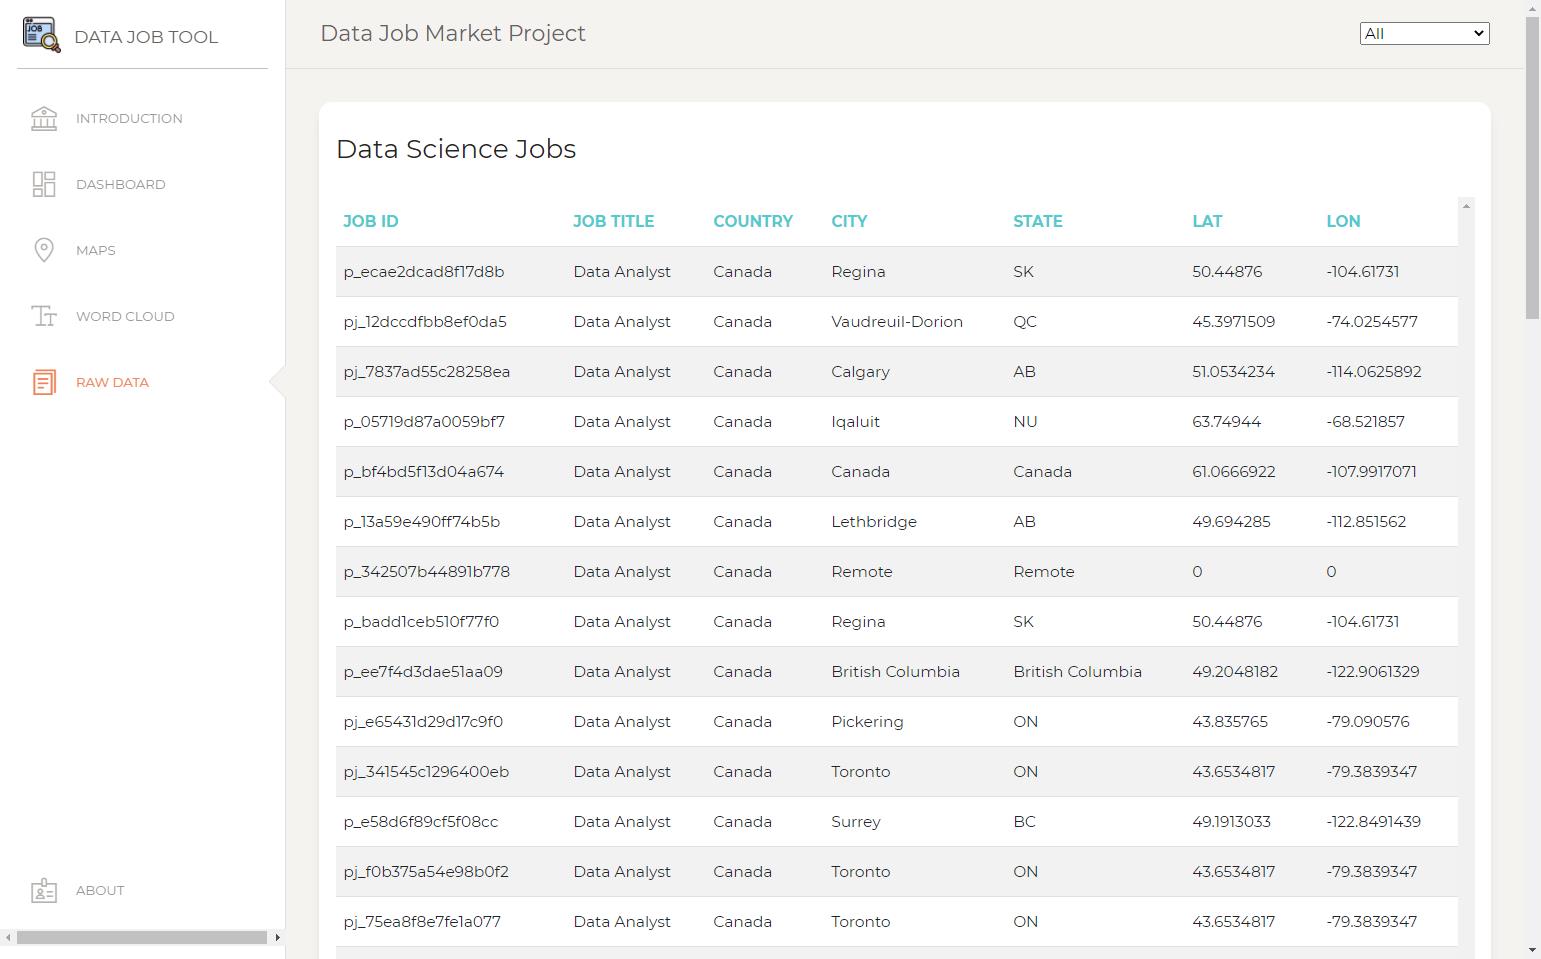 JOB
DATA JOB TOOL
Data Job Market Project
All
INTRODUCTION
DASHBOARD
MAPS
WORD CLOUD
RAW DATA
ABOUT
Data Science Jobs
JOB ID JOB TITLE COUNTRY CITY STATE LAT LON
p_ecae2dcad8f17d8b Data Analyst Canada Regina SK 50.44876 -104.61731
pj_12dccdfbb8ef0da5 Data Analyst Canada Vaudreuil-Dorion QC 45.3971509 -74.0254577
pj_7837ad55c28258ea Data Analyst Canada Calgary AB 51.0534234 -114.0625892
p_05719d87a0059bf7 Data Analyst Canada Iqaluit NU 63.74944 -68.521857
p_bf4bd5f13d04a674 Data Analyst Canada Canada Canada 61.0666922 -107.9917071
p_13a59e490ff74b5b Data Analyst Canada Lethbridge AB 49.694285 -112.851562
p_342507b44891b778 Data Analyst Canada Remote Remote 0 0
p_badd1ceb510f77f0 Data Analyst Canada Regina SK 50.44876 -104.61731
p_ee7f4d3dae51aa09 Data Analyst Canada British Columbia British Columbia 49.2048182 -122.9061329
pj_e65431d29d17c9f0 Data Analyst Canada Pickering ON 43.835765 -79.090576
pj_341545c1296400eb Data Analyst Canada Toronto ON 43.6534817 -79.3839347
p_e58d6f89cf5f08cc Data Analyst Canada Surrey BC 49.1913033 -122.8491439
pj_f0b375a54e98b0f2 Data Analyst Canada Toronto ON 43.6534817 -79.3839347
pj_75ea8f8e7fe1a077 Data Analyst Canada Toronto ON 43.6534817 -79.3839347